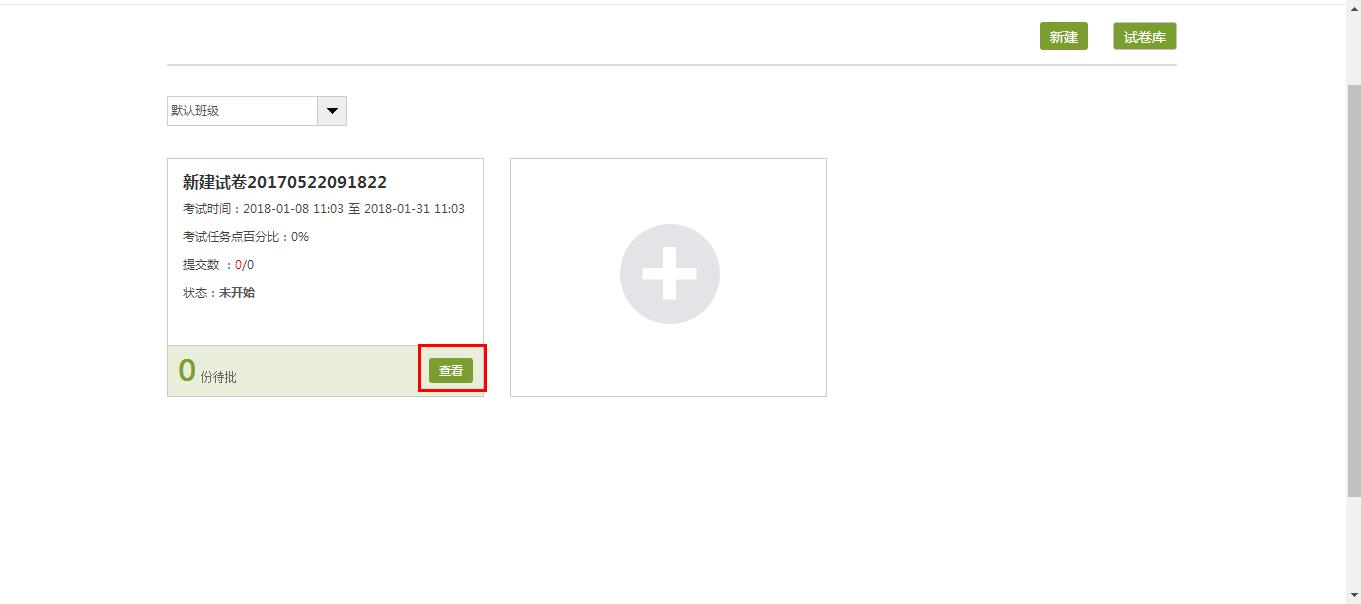 新建
试卷库
默认班级
新建试卷20170522091822
考试时间：2018-01-08 11:03 至 2018-01-31 11:03
考试任务点百分比：0%
提交数 ：0/0
状态：未开始
0 份待批
查看